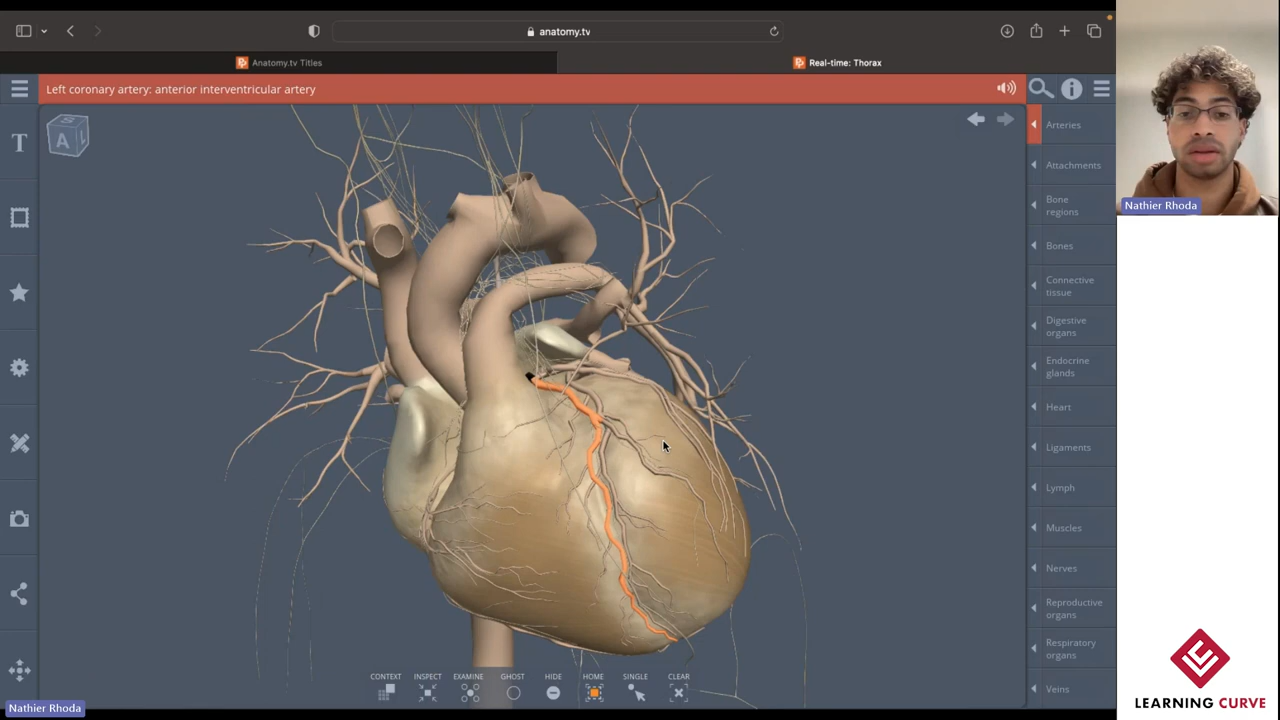 anatomy.tv
Anatomy.tv Titles
Real-time: Thorax
Left coronary artery: anterior interventricular artery
A
T
Arteries
Attachments
Bone
regions
Bones
Connective
tissue
Digestive
organs
Endocrine
glands
Heart
Ligaments
Lymph
Muscles
Nerves
Reproductive
organs
Respiratory
organs
Veins
CONTEXT
INSPECT
EXAMINE
GHOST
HIDE
HOME
SINGLE
CLEAR
Nathier Rhoda
Nathier Rhoda
LEARNING CURVE